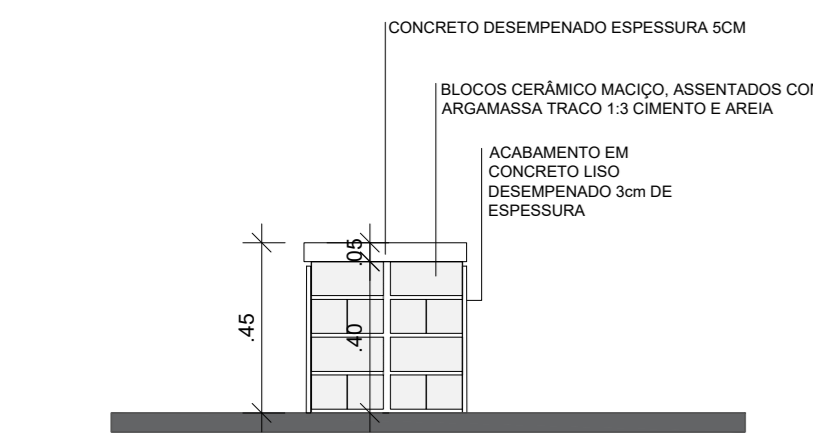 CONCRETO DESEMPENADO ESPESSURA 5CM
BLOCOS CERÂMICO MACIÇO, ASSENTADOS
ARGAMASSA TRACO 1:3 CIMENTO E AREIA
ACABAMENTO EM
CONCRETO LISO
DESEMPENADO 3cm DE
ESPESSURA
.05
.45
.40